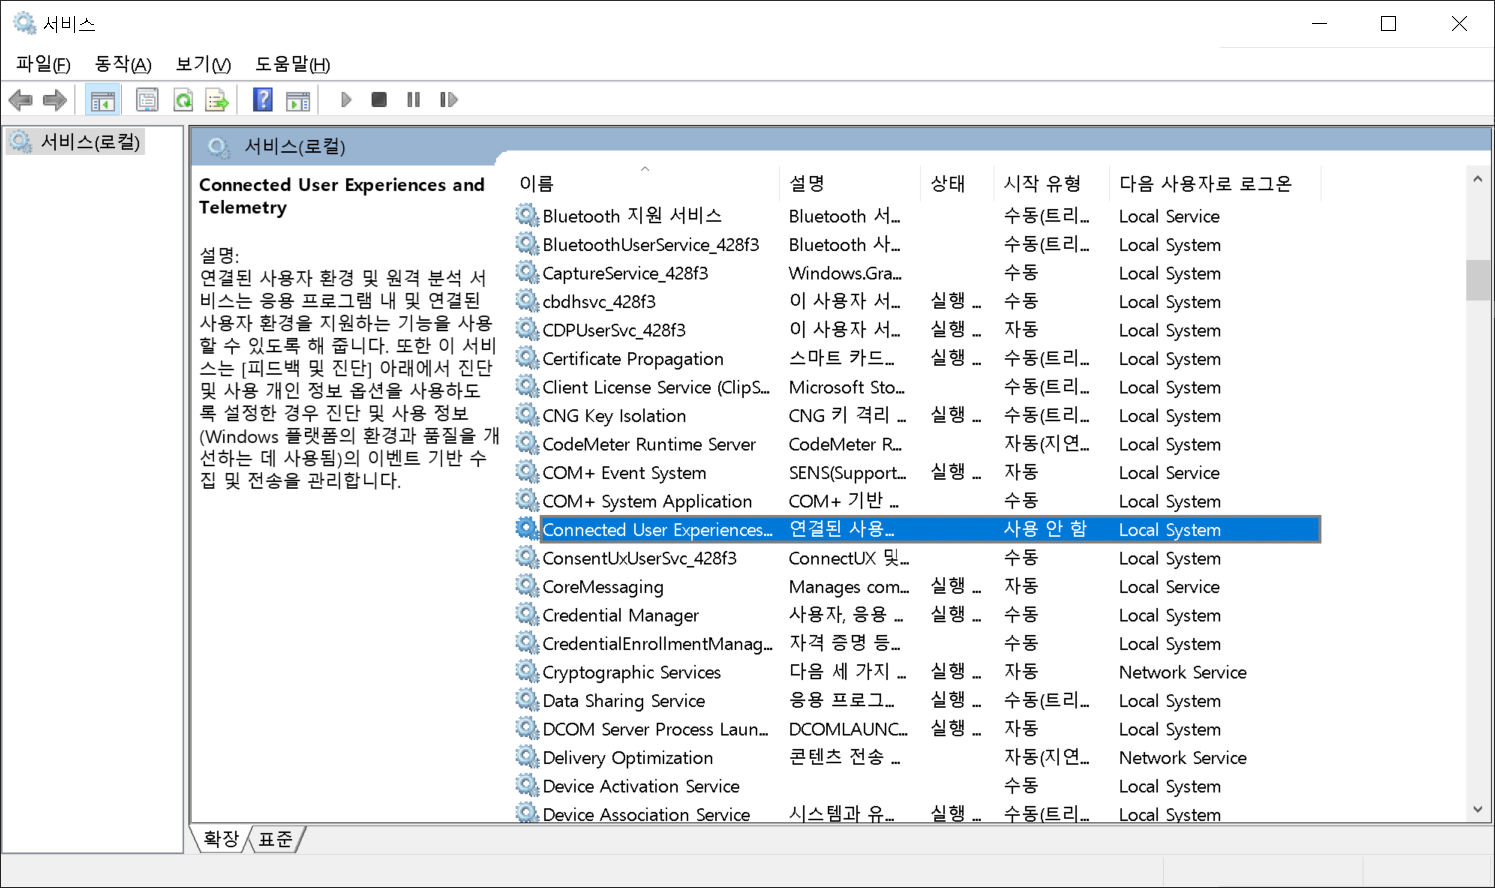 서비스
파일(F) 동작(A) 보기(V) 도움말(H)
서비스(로컬)
서비스(로컬)
Connected User Experiences and
Telemetry
설명:
연결된 사용자 환경 및 원격 분석 서
비스는 응용 프로그램 내 및 연결된
사용자 환경을 지원하는 기능을 사용
할 수 있도록 해 줍니다. 또한 이 서비
스는 [피드백 및 진단] 아래에서 진단
및 사용 개인 정보 옵션을 사용하도
록 설정한 경우 진단 및 사용 정보
(Windows 플랫폼의 환경과 품질을 개
선하는 데 사용됨)의 이벤트 기반 수
집 및 전송을 관리합니다.
이름 설명 상태 시작 유형 다음 사용자로 로그온
Bluetooth 지원 서비스 Bluetooth 서... 수동(트리... Local Service
BluetoothUserService_428f3 Bluetooth 사... 수동(트리... Local System
CaptureService_428f3 Windows.Gra... 수동 Local System
cbdhsvc_428f3 이 사용자 서... 실행 ... 수동 Local System
CDPUserSvc_428f3 이 사용자 서... 실행 ... 자동 Local System
Certificate Propagation 스마트 카드... 실행 ... 수동(트리... Local System
Client License Service (ClipS... Microsoft Sto... 수동(트리... Local System
CNG Key Isolation CNG 키 격리 ... 실행 ... 수동(트리... Local System
CodeMeter Runtime Server CodeMeter R... 자동(지연... Local System
COM+ Event System SENS(Support... 실행 ... 자동 Local Service
COM+ System Application COM+ 기반 ... 수동 Local System
Connected User Experiences... 연결된 사용... 사용 안 함 Local System
ConsentUxUserSvc_428f3 ConnectUX 및... 수동 Local System
CoreMessaging Manages com... 실행 ... 자동 Local Service
Credential Manager 사용자, 응용 ... 실행 ... 수동 Local System
CredentialEnrollmentManag... 자격 증명 등... 수동 Local System
Cryptographic Services 다음 세 가지 ... 실행 ... 자동 Network Service
Data Sharing Service 응용 프로그... 실행 ... 수동(트리... Local System
DCOM Server Process Laun... DCOMLAUNC... 실행 ... 자동 Local System
Delivery Optimization 콘텐츠 전송 ... 자동(지연... Network Service
Device Activation Service 수동 Local System
Device Association Service 시스템과 유... 실행 ... 수동(트리... Local System
확장 표준